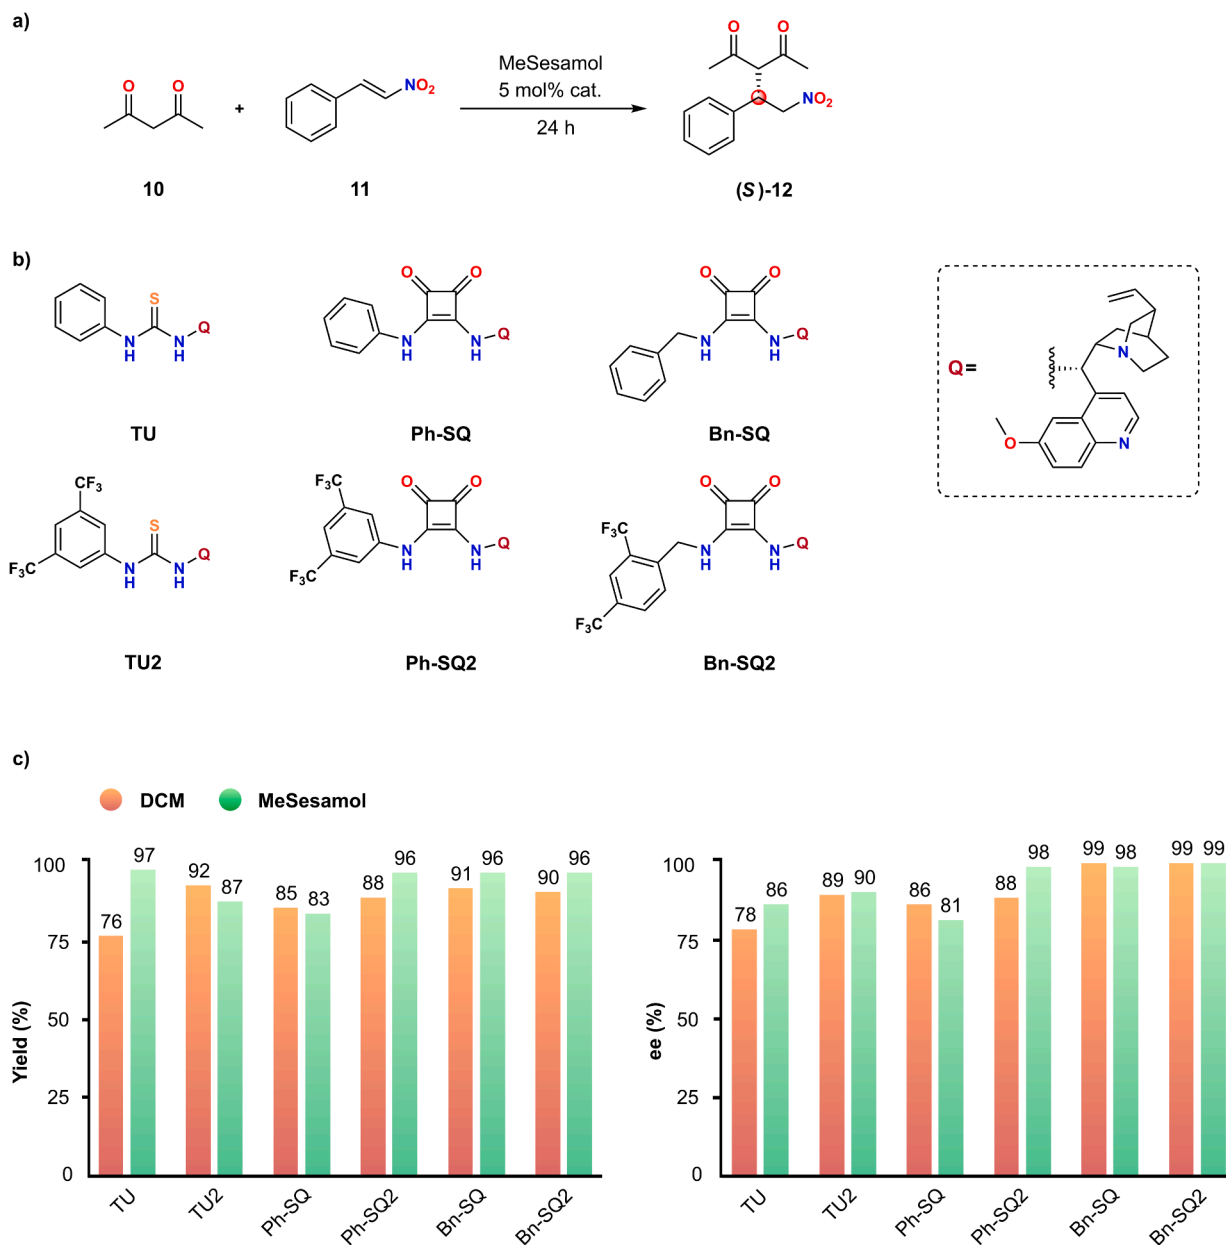 a)
O O
+
NO2
MeSesamol
5 mol% cat.
24 h
O O
NO2
10
11
(S)-12
b)
S
N H
N H
Q
TU
O O
N H
N H
Q
Ph-SQ
O O
N H
N H
Q
Bn-SQ
Q=
N
O
N
CF3
F3C
S
N H
N H
Q
TU2
F3C
F3C
O O
N H
N H
Q
Ph-SQ2
F3C
F3C
O O
N H
N H
Q
Bn-SQ2
c)
DCM
MeSesamol
Yield (%)
100
75
50
25
0
76 97 92 87 85 83 88 96 91 96 90 96
TU TU2 Ph-SQ Ph-SQ2 Bn-SQ Bn-SQ2
ee (%)
100
75
50
25
0
78 86 89 90 86 81 88 98 99 98 99 99
TU TU2 Ph-SQ Ph-SQ2 Bn-SQ Bn-SQ2